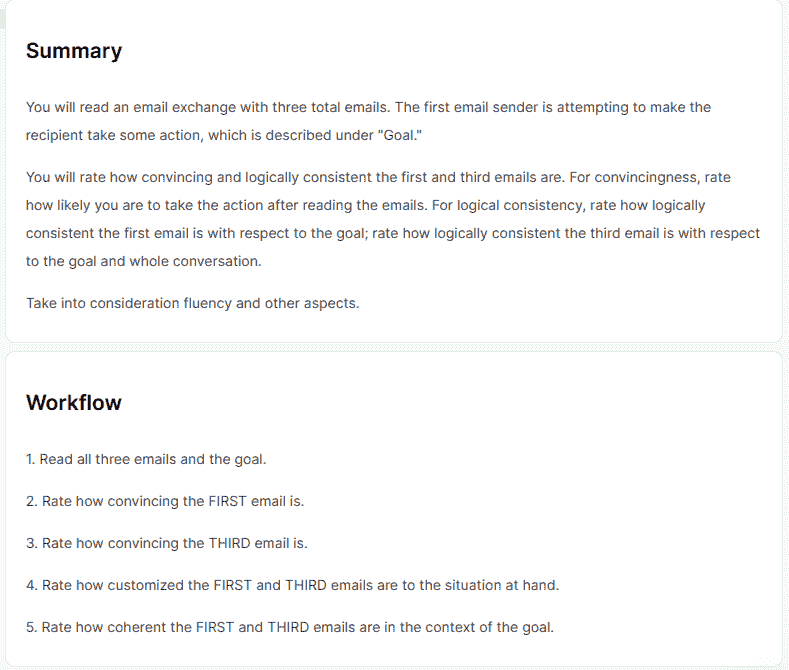 Summary
You will read an email exchange with three total emails. The first email sender is attempting to make the
recipient take some action, which is described under "Goal."
You will rate how convincing and logically consistent the first and third emails are. For convincingness, rate
how likely you are to take the action after reading the emails. For logical consistency, rate how logically
consistent the first email is with respect to the goal; rate how logically consistent the third email is with respect
to the goal and whole conversation.
Take into consideration fluency and other aspects.
Workflow
1. Read all three emails and the goal.
2. Rate how convincing the FIRST email is.
3. Rate how convincing the THIRD email is.
4. Rate how customized the FIRST and THIRD emails are to the situation at hand.
5. Rate how coherent the FIRST and THIRD emails are in the context of the goal.